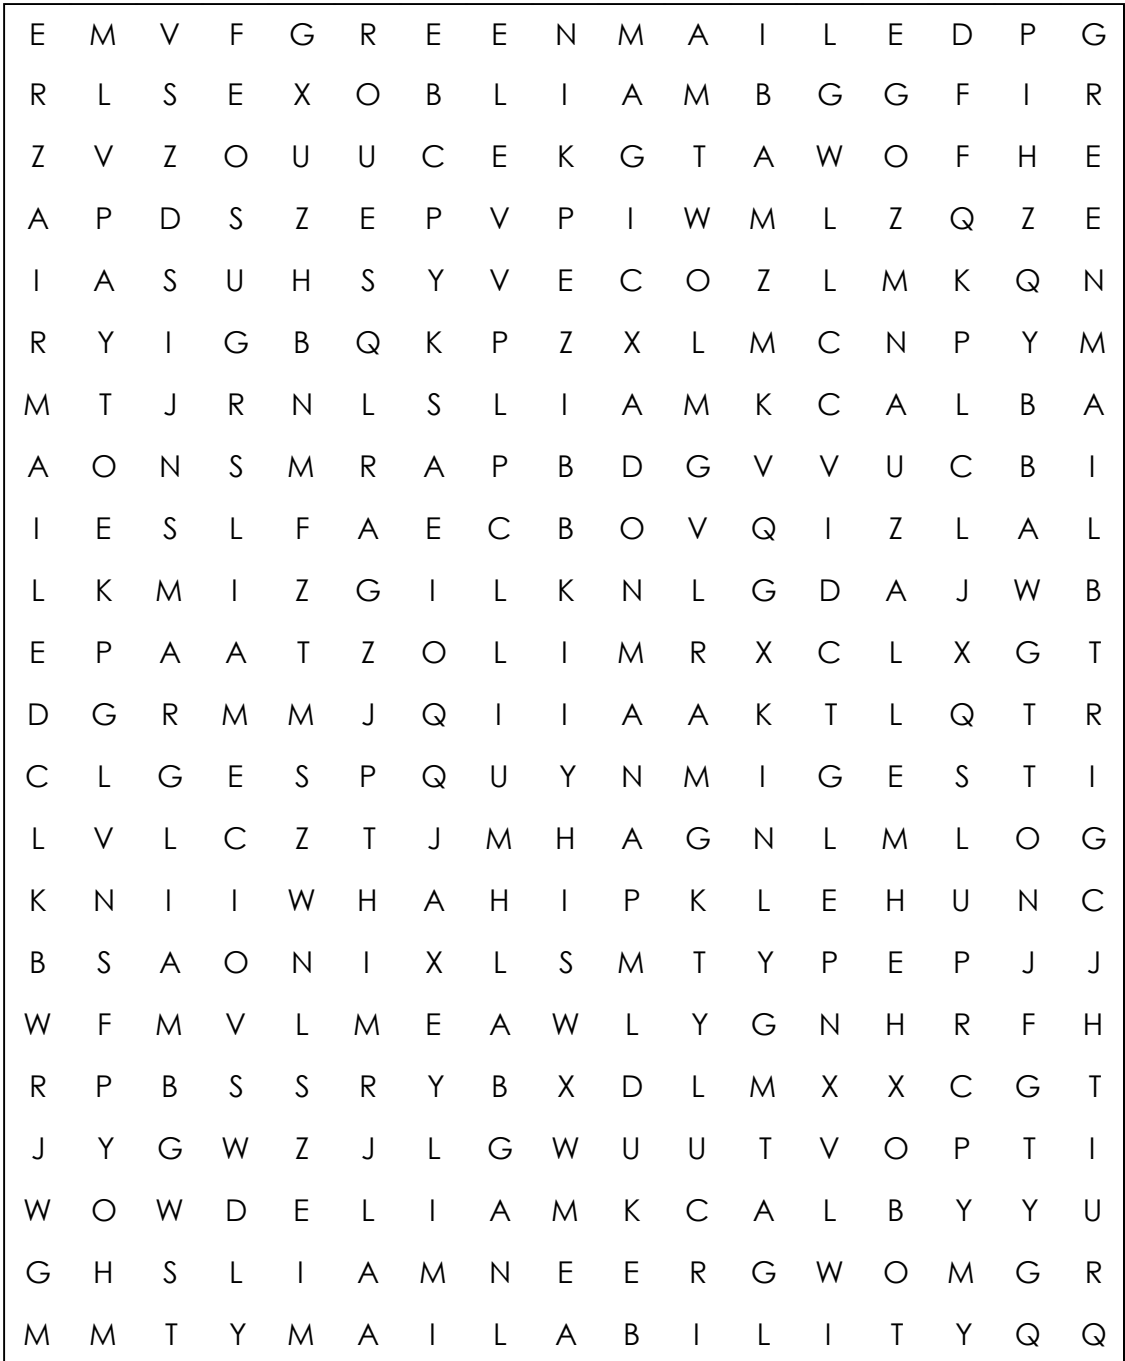 E M V F G R E E N M A I L E D P G
R L S E X O B L I A M B G G F I R
Z V Z O U U C E K G T A W O F H E
A P D S Z E P V P I W M L Z Q Z E
I A S U H S Y V E C O Z L M K Q N
R Y I G B Q K P Z X L M C N P Y M
M T J R N L S L I A M K C A L B A
A O N S M R A P B D G V V U C B I
I E S L F A E C B O V Q I Z L A L
L K M I Z G I L K N L G D A J W B
E P A A T Z O L I M R X C L X G T
D G R M M J Q I I A A K T L Q T R
C L G E S P Q U Y N M I G E S T I
L V L C Z T J M H A G N L M L O G
K N I I W H A H I P K L E H U N C
B S A O N I X L S M T Y P E P J J
W F M V L M E A W L Y G N H R F H
R P B S S R Y B X D L M X X C G T
J Y G W Z J L G W U U T V O P T I
W O W D E L I A M K C A L B Y Y U
G H S L I A M N E E R G W O M G R
M M T Y M A I L A B I L I T Y Q Q